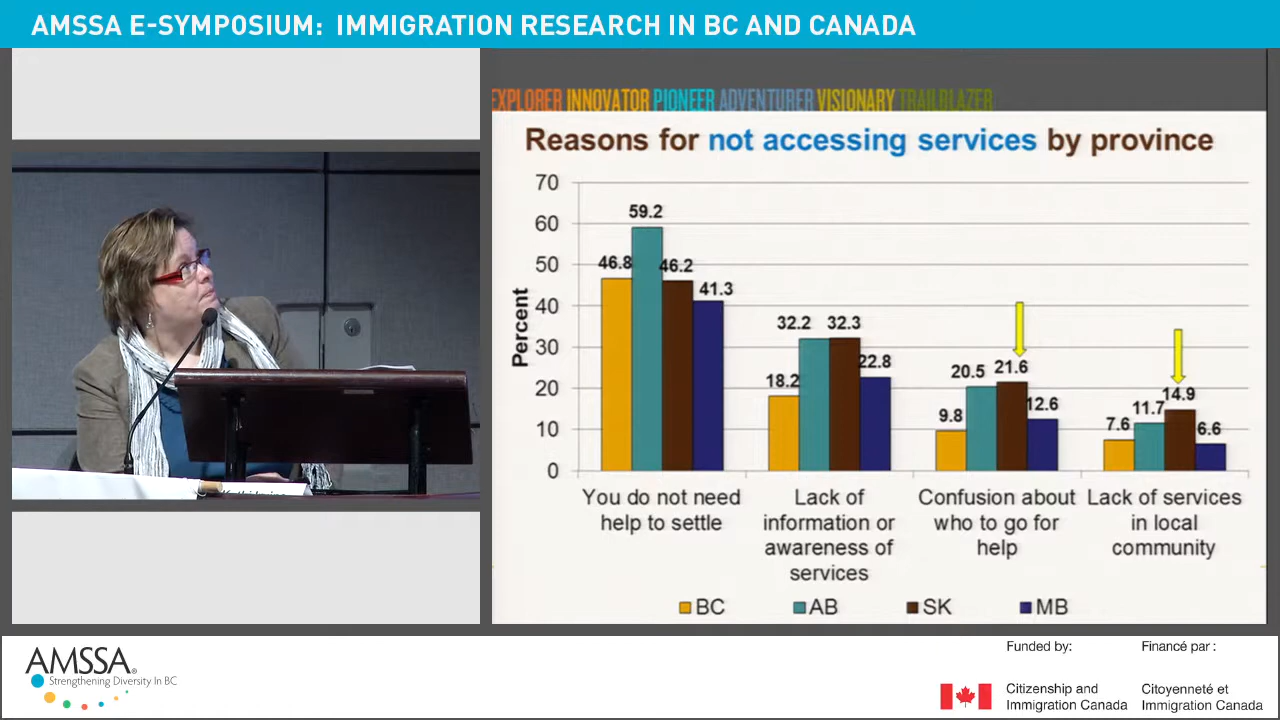 AMSSA E-SYMPOSIUM: IMMIGRATION RESEARCH IN BC AND CANADA
EXPLORER INNOVATOR PIONEER ADVENTURER VISIONARY TRAILBLAZER
Reasons for not accessing services by province
Percent
70
60
50
40
30
20
10
0
46.8
59.2
46.2
41.3
18.2
32.2
32.3
22.8
9.8
20.5
21.6
12.6
7.6
11.7
14.9
6.6
You do not need
help to settle
Lack of
information or
awareness of
services
Confusion about
who to go for
help
Lack of services
in local
community
BC AB SK MB
AMSSA®
Strengthening Diversity In BC
Funded by:
Citizenship and
Immigration Canada
Financé par :
Citoyenneté et
Immigration Canada